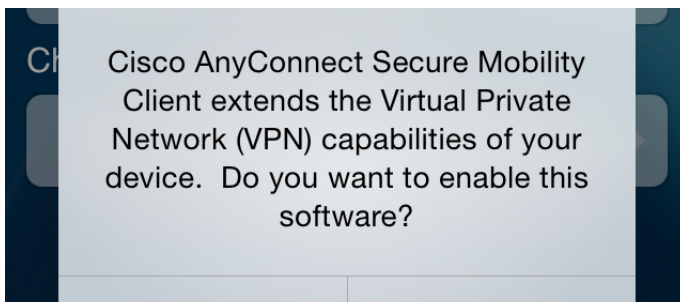 Ch
Cisco AnyConnect Secure Mobility
Client extends the Virtual Private
Network (VPN) capabilities of your
device.  Do you want to enable this
software?